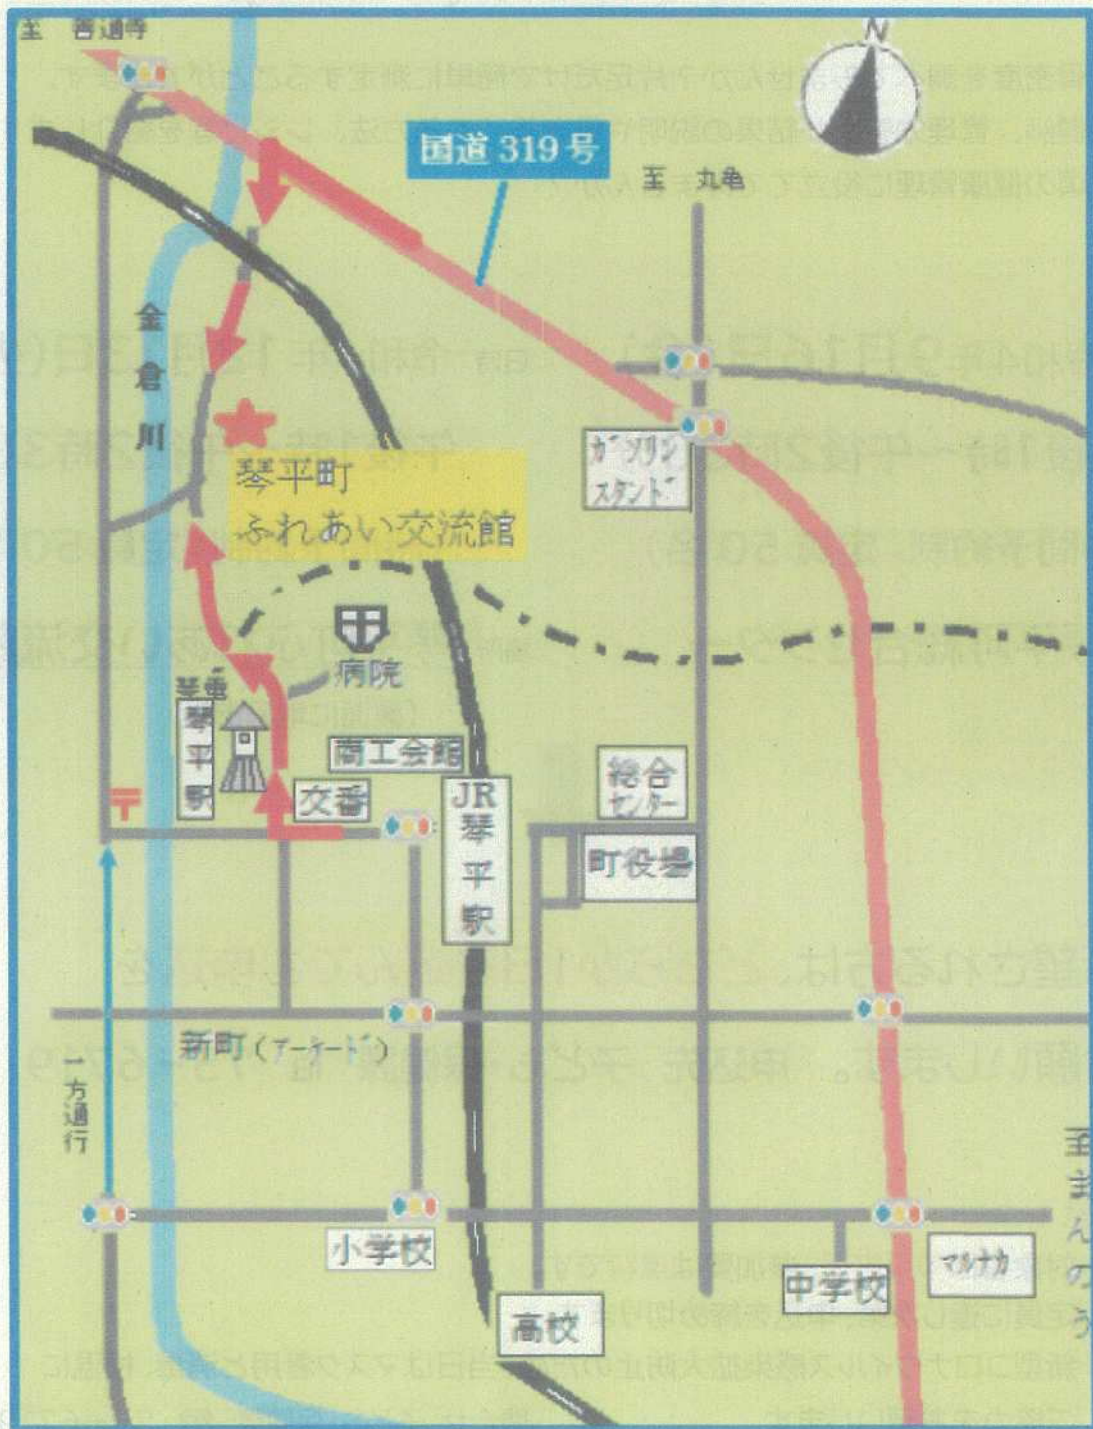 至 善通寺
N
国道 319 号
至 丸亀
金倉川
ガソリン
スタンド
琴平町
ふれあい交流館
病院
琴電
琴平駅
商工会館
交番
〒
JR
琴平駅
総合
センター
町役場
新町(アーケード)
一方通行
至まんのう
小学校
中学校
マルナカ
高校